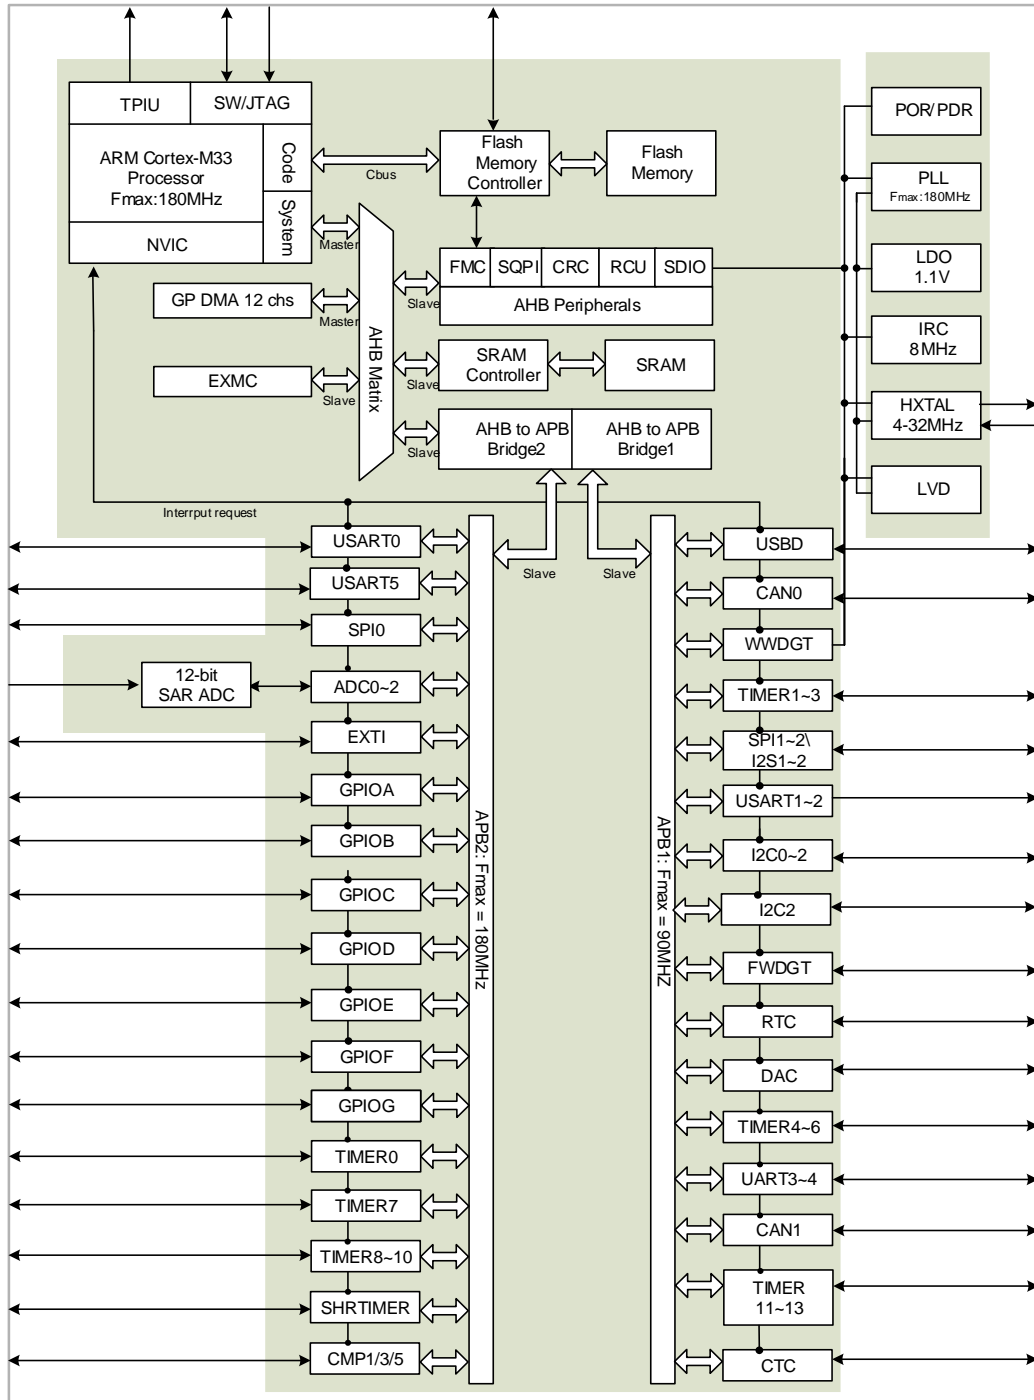 TPIU
SW/JTAG
ARM Cortex-M33
Processor
Fmax:180MHz
Code
System
NVIC
Cbus
Master
Flash
Memory
Controller
Flash
Memory
POR/PDR
PLL
Fmax:180MHz
LDO
1.1V
IRC
8MHz
HXTAL
4-32MHz
LVD
FMC
SQPI
CRC
RCU
SDIO
AHB Peripherals
Slave
GP DMA 12 chs
Master
AHB Matrix
EXMC
Slave
SRAM
Controller
SRAM
Slave
AHB to APB
Bridge2
AHB to APB
Bridge1
Slave
Interrput request
Slave
Slave
USART0
USART5
SPI0
12-bit
SAR ADC
ADC0~2
EXTI
GPIOA
GPIOB
GPIOC
GPIOD
GPIOE
GPIOF
GPIOG
TIMER0
TIMER7
TIMER8~10
SHRTIMER
CMP1/3/5
APB2: Fmax = 180MHz
APB1: Fmax = 90MHZ
USBD
CAN0
WWDGT
TIMER1~3
SPI1~2\
I2S1~2
USART1~2
I2C0~2
I2C2
FWDGT
RTC
DAC
TIMER4~6
UART3~4
CAN1
TIMER
11~13
CTC